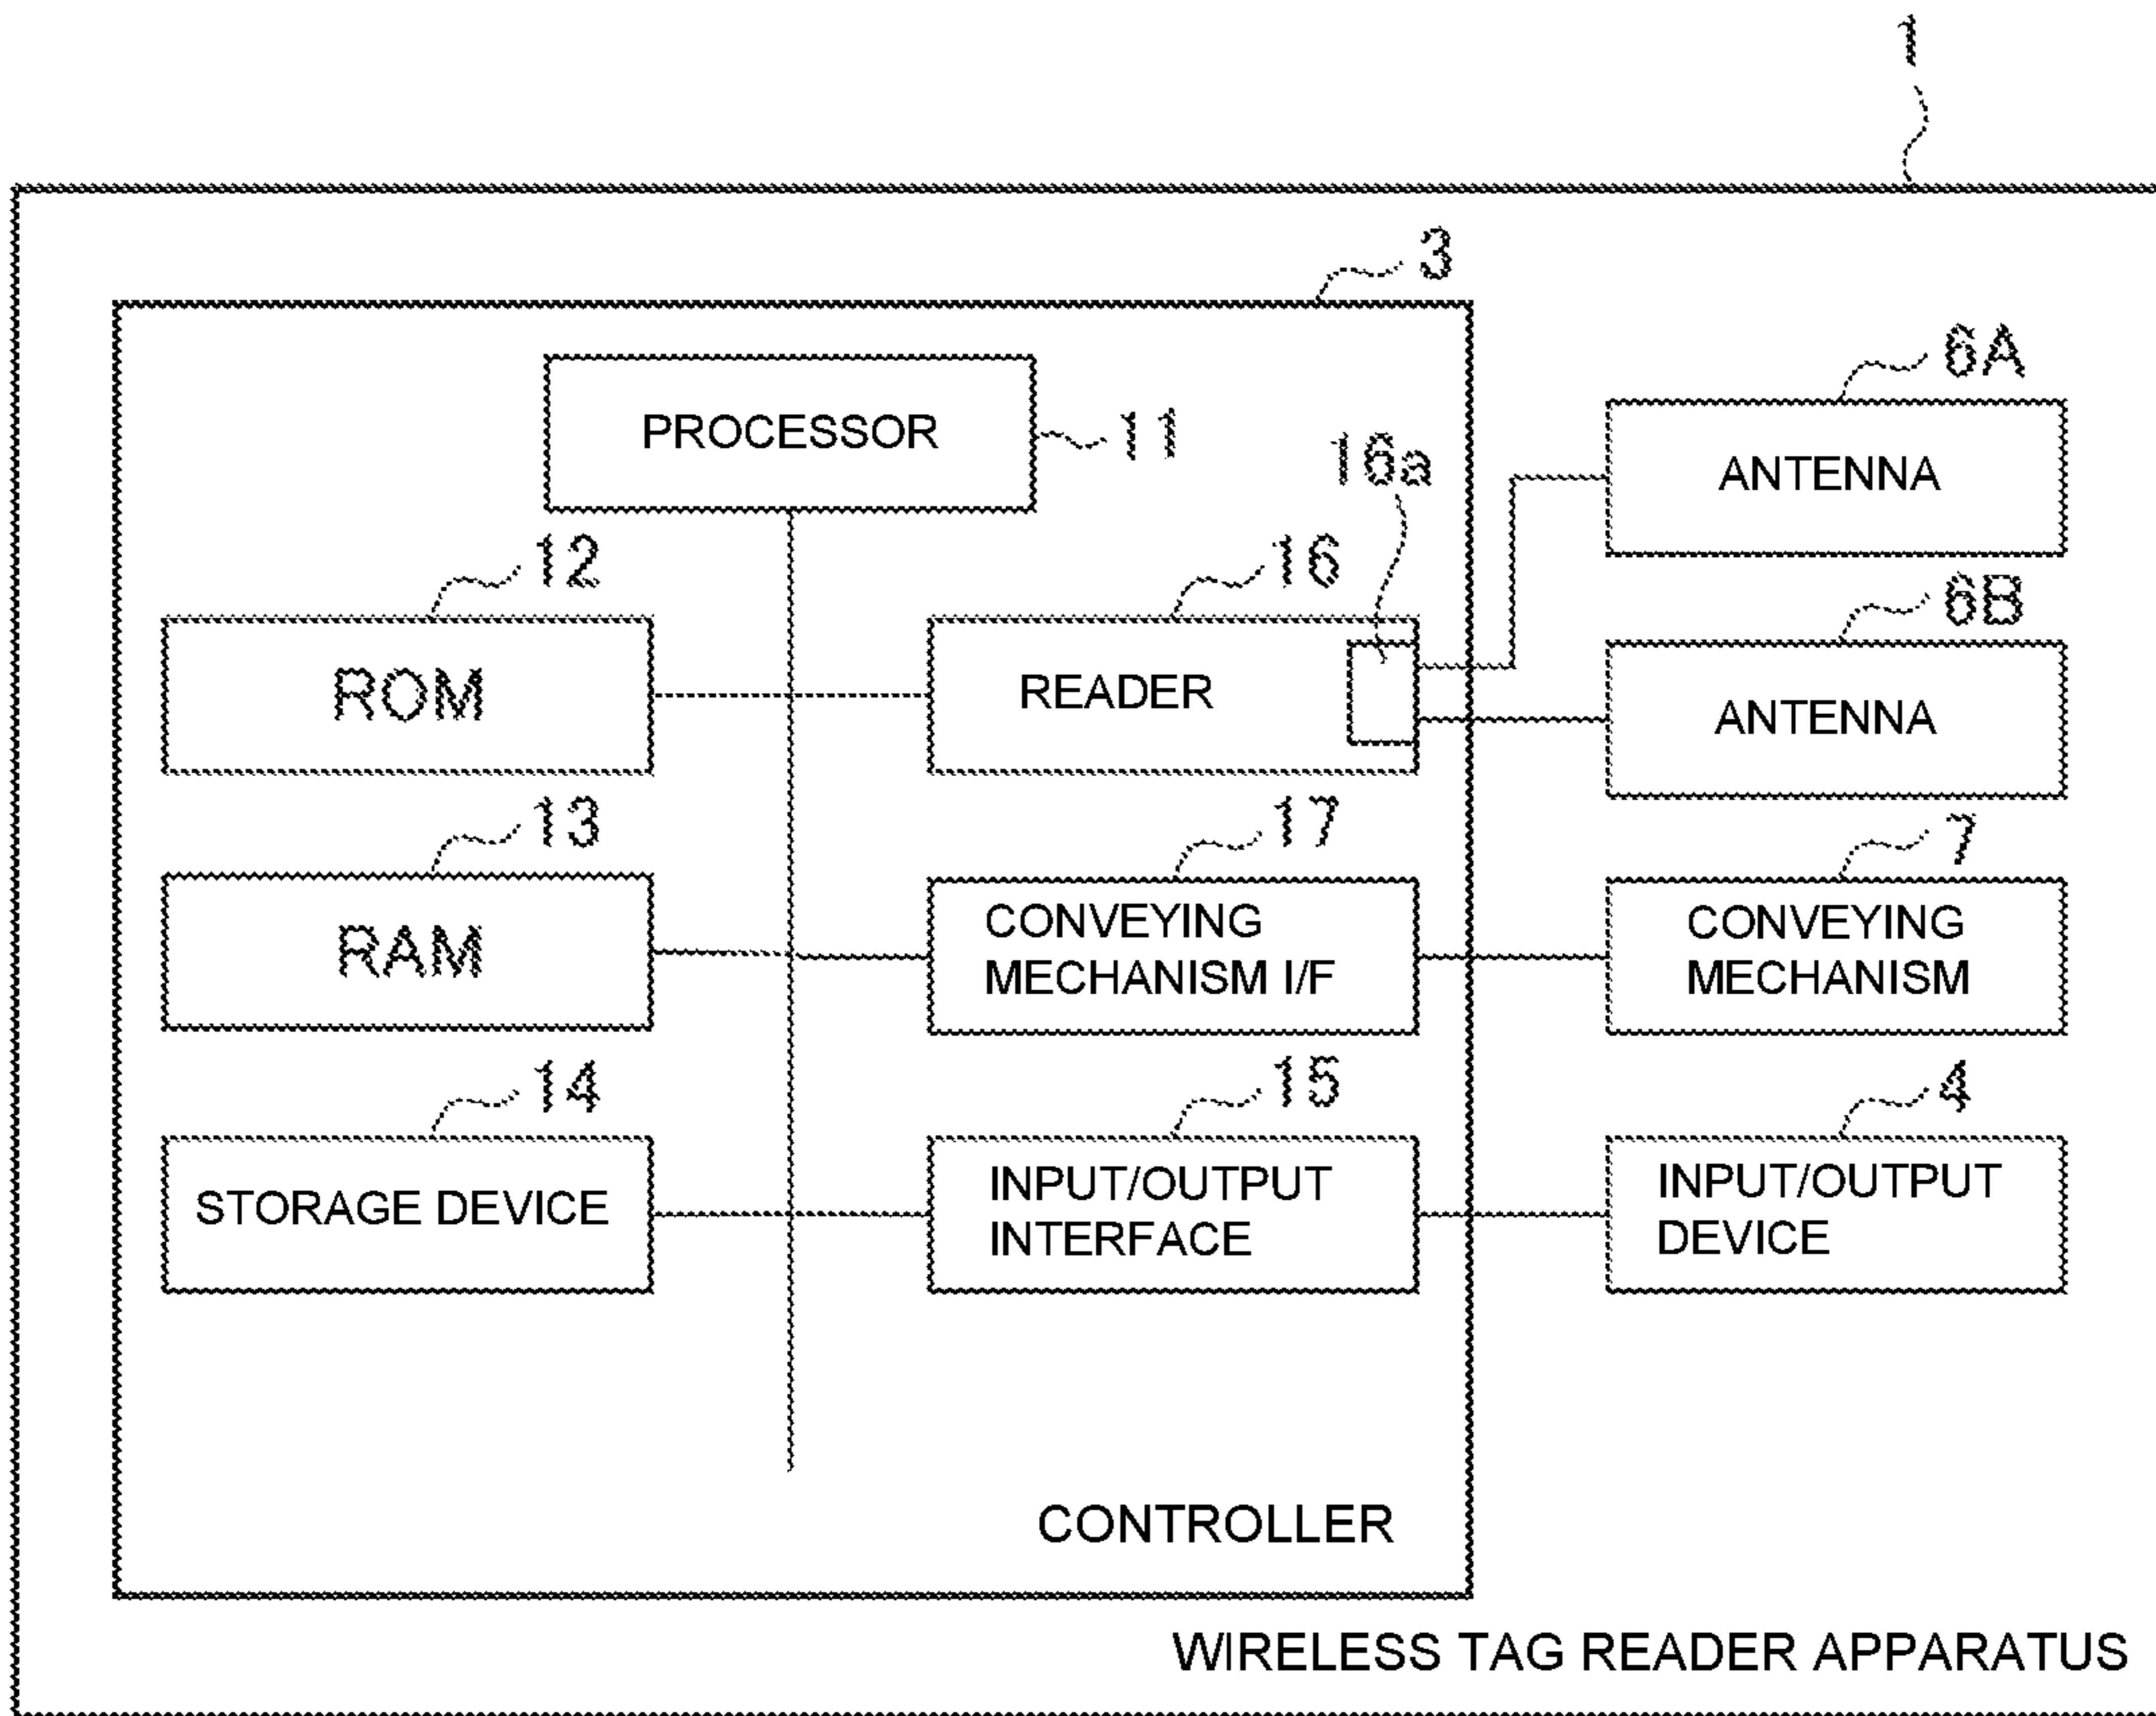 1
3
6A
PROCESSOR
11
16a
ANTENNA
12
16
6B
ROM
READER
ANTENNA
13
17
7
RAM
CONVEYING
MECHANISM I/F
CONVEYING
MECHANISM
14
15
4
STORAGE DEVICE
INPUT/OUTPUT
INTERFACE
INPUT/OUTPUT
DEVICE
CONTROLLER
WIRELESS TAG READER APPARATUS